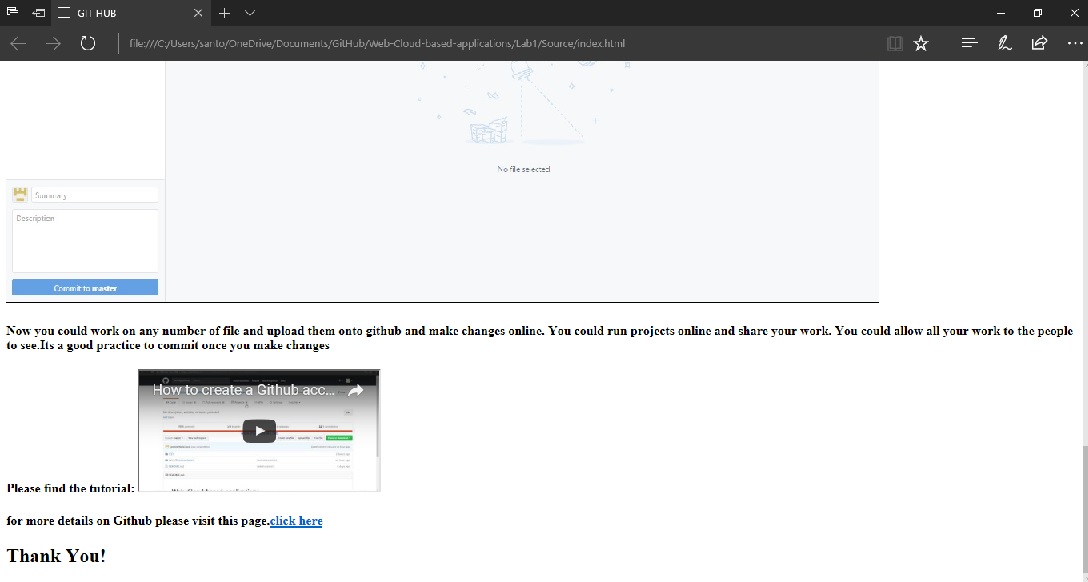 GIT HUB
file:///C:/Users/santo/OneDrive/Documents/GitHub/Web-Cloud-based-applications/Lab1/Source/index.html
No file selected
Summary
Description
Commit to master
Now you could work on any number of file and upload them onto github and make changes online. You could run projects online and share your work. You could allow all your work to the people
to see.Its a good practice to commit once you make changes
How to create a Github acc...
Please find the tutorial:
for more details on Github please visit this page.click here
Thank You!